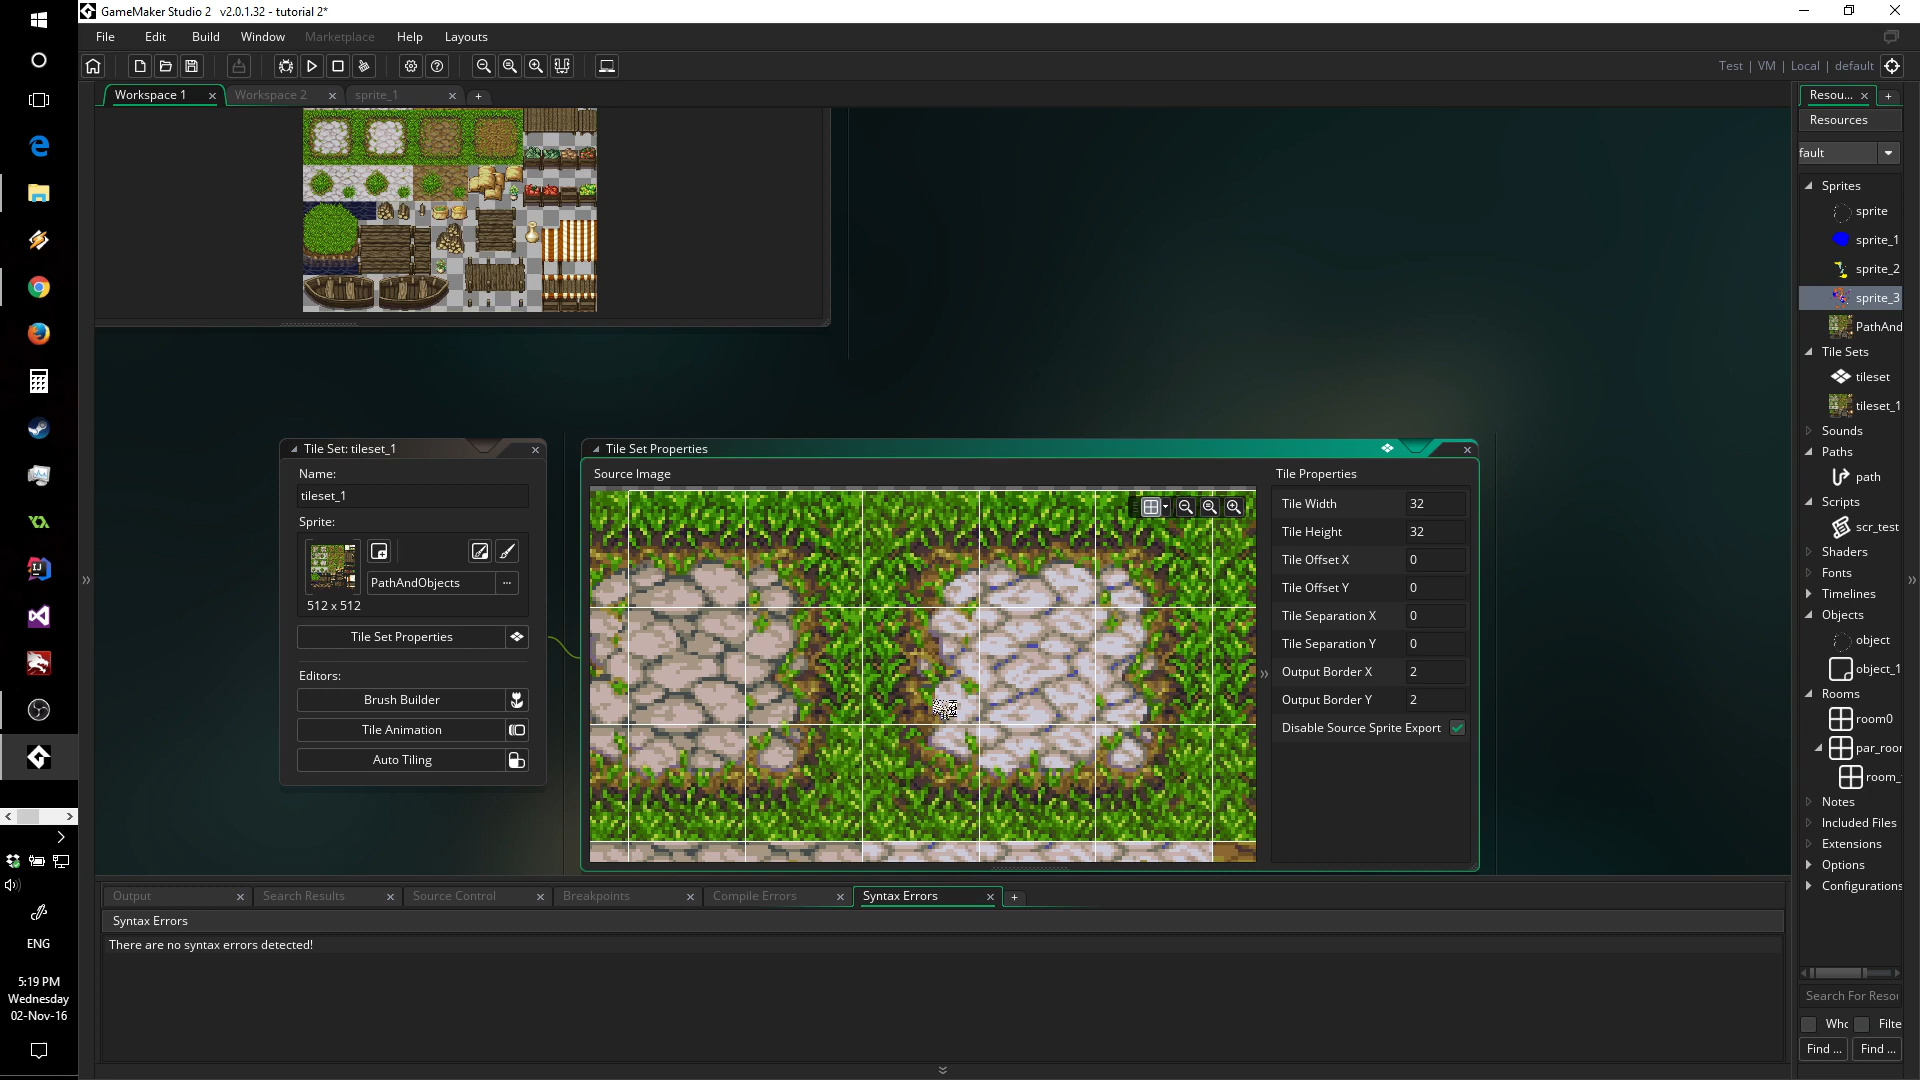 GameMaker Studio 2   v2.0.1.32 - tutorial 2*
File Edit Build Window Marketplace Help Layouts
Test | VM | Local | default
Workspace 1
Workspace 2
sprite_1
Resou...
Resources
fault
Sprites
sprite
sprite_1
sprite_2
sprite_3
PathAnd
Tile Sets
tileset
tileset_1
Sounds
Paths
path
Scripts
scr_test
Shaders
Fonts
Timelines
Objects
object
object_1
Rooms
room0
par_roor
room_
Notes
Included Files
Extensions
Options
Configurations
Search For Resou
Who
Filte
Find ...
Find ...
Tile Set: tileset_1
Name:
tileset_1
Sprite:
PathAndObjects
...
512 x 512
Tile Set Properties
Editors:
Brush Builder
Tile Animation
Auto Tiling
Tile Set Properties
Source Image
Tile Properties
Tile Width 32
Tile Height 32
Tile Offset X 0
Tile Offset Y 0
Tile Separation X 0
Tile Separation Y 0
Output Border X 2
Output Border Y 2
Disable Source Sprite Export
Output
Search Results
Source Control
Breakpoints
Compile Errors
Syntax Errors
Syntax Errors
There are no syntax errors detected!
ENG
5:19 PM
Wednesday
02-Nov-16